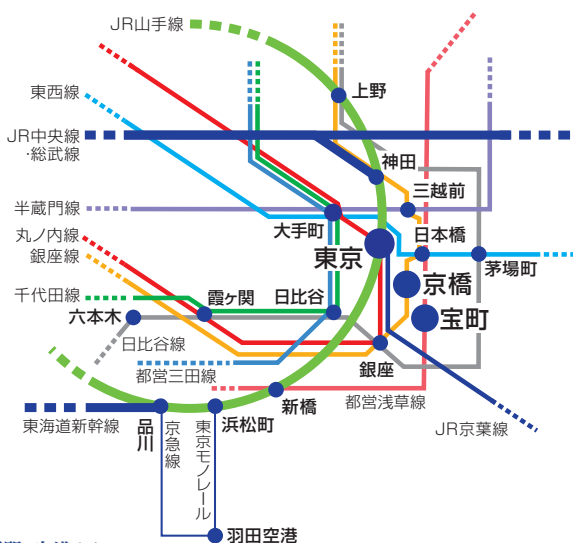 JR山手線
上野
東西線
JR中央線
・総武線
神田
三越前
半蔵門線
大手町
日本橋
東京
茅場町
丸ノ内線
銀座線
京橋
千代田線
霞ヶ関
日比谷
六本木
宝町
日比谷線
銀座
都営三田線
新橋
都営浅草線
東海道新幹線
品川
京急線
東京モノレール
浜松町
JR京葉線
羽田空港